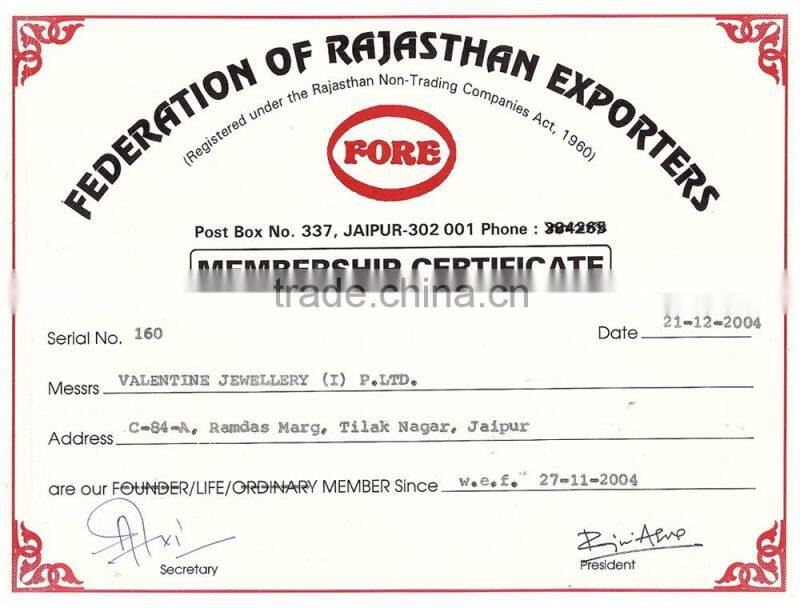 FEDERATION OF RAJASTHAN EXPORTERS
(Registered under the Rajasthan Non-Trading Companies Act, 1960)
FORE
Post Box No. 337, JAIPUR-302 001 Phone :
MEMBERSHIP CERTIFICATE
trade.china.cn
Serial No. 160
Date 21-12-2004
Messrs VALENTINE JEWELLERY (I) P.LTD.
Address C-84-A, Ramdas Marg, Tilak Nagar, Jaipur
are our FOUNDER/LIFE/ORDINARY MEMBER Since w.e.f. 27-11-2004
Secretary
President